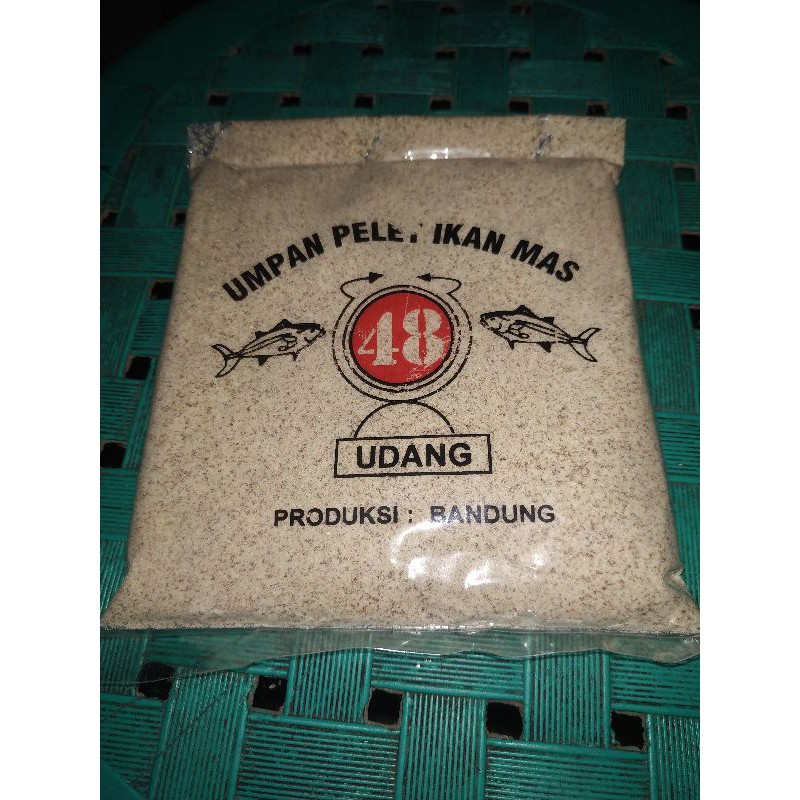 UMPAN PELET IKAN MAS
48
UDANG
PRODUKSI : BANDUNG